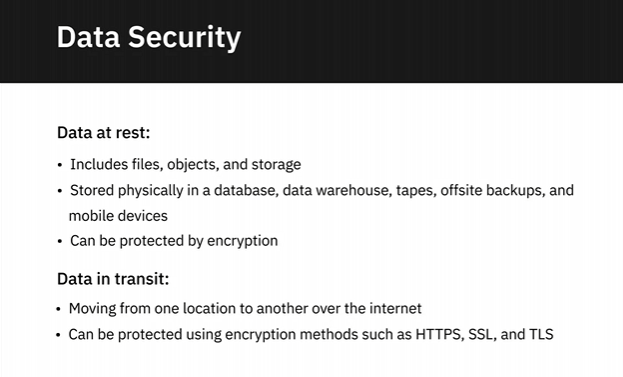 Data Security
Data at rest:
• Includes files, objects, and storage
• Stored physically in a database, data warehouse, tapes, offsite backups, and
mobile devices
• Can be protected by encryption
Data in transit:
• Moving from one location to another over the internet
• Can be protected using encryption methods such as HTTPS, SSL, and TLS